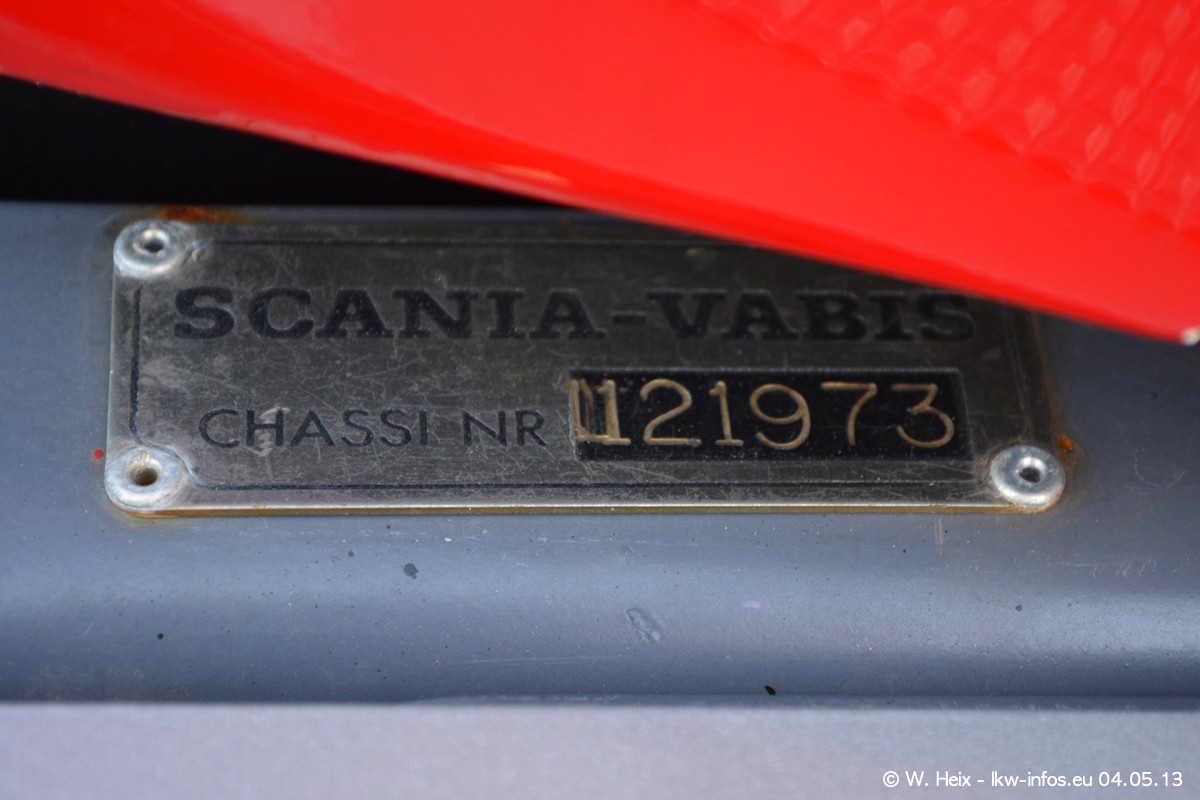 SCANIA-VABIS
CHASSI NR 121973
© W. Heix - lkw-infos.eu 04.05.13